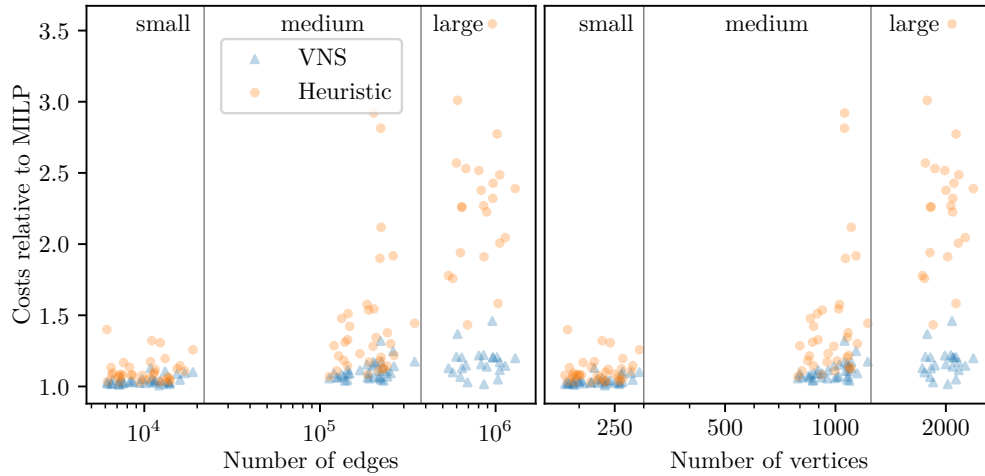 small medium large
small medium large
VNS
Heuristic
Costs relative to MILP
3.5
3.0
2.5
2.0
1.5
1.0
10^4 10^5 10^6
250 500 1000 2000
Number of edges
Number of vertices